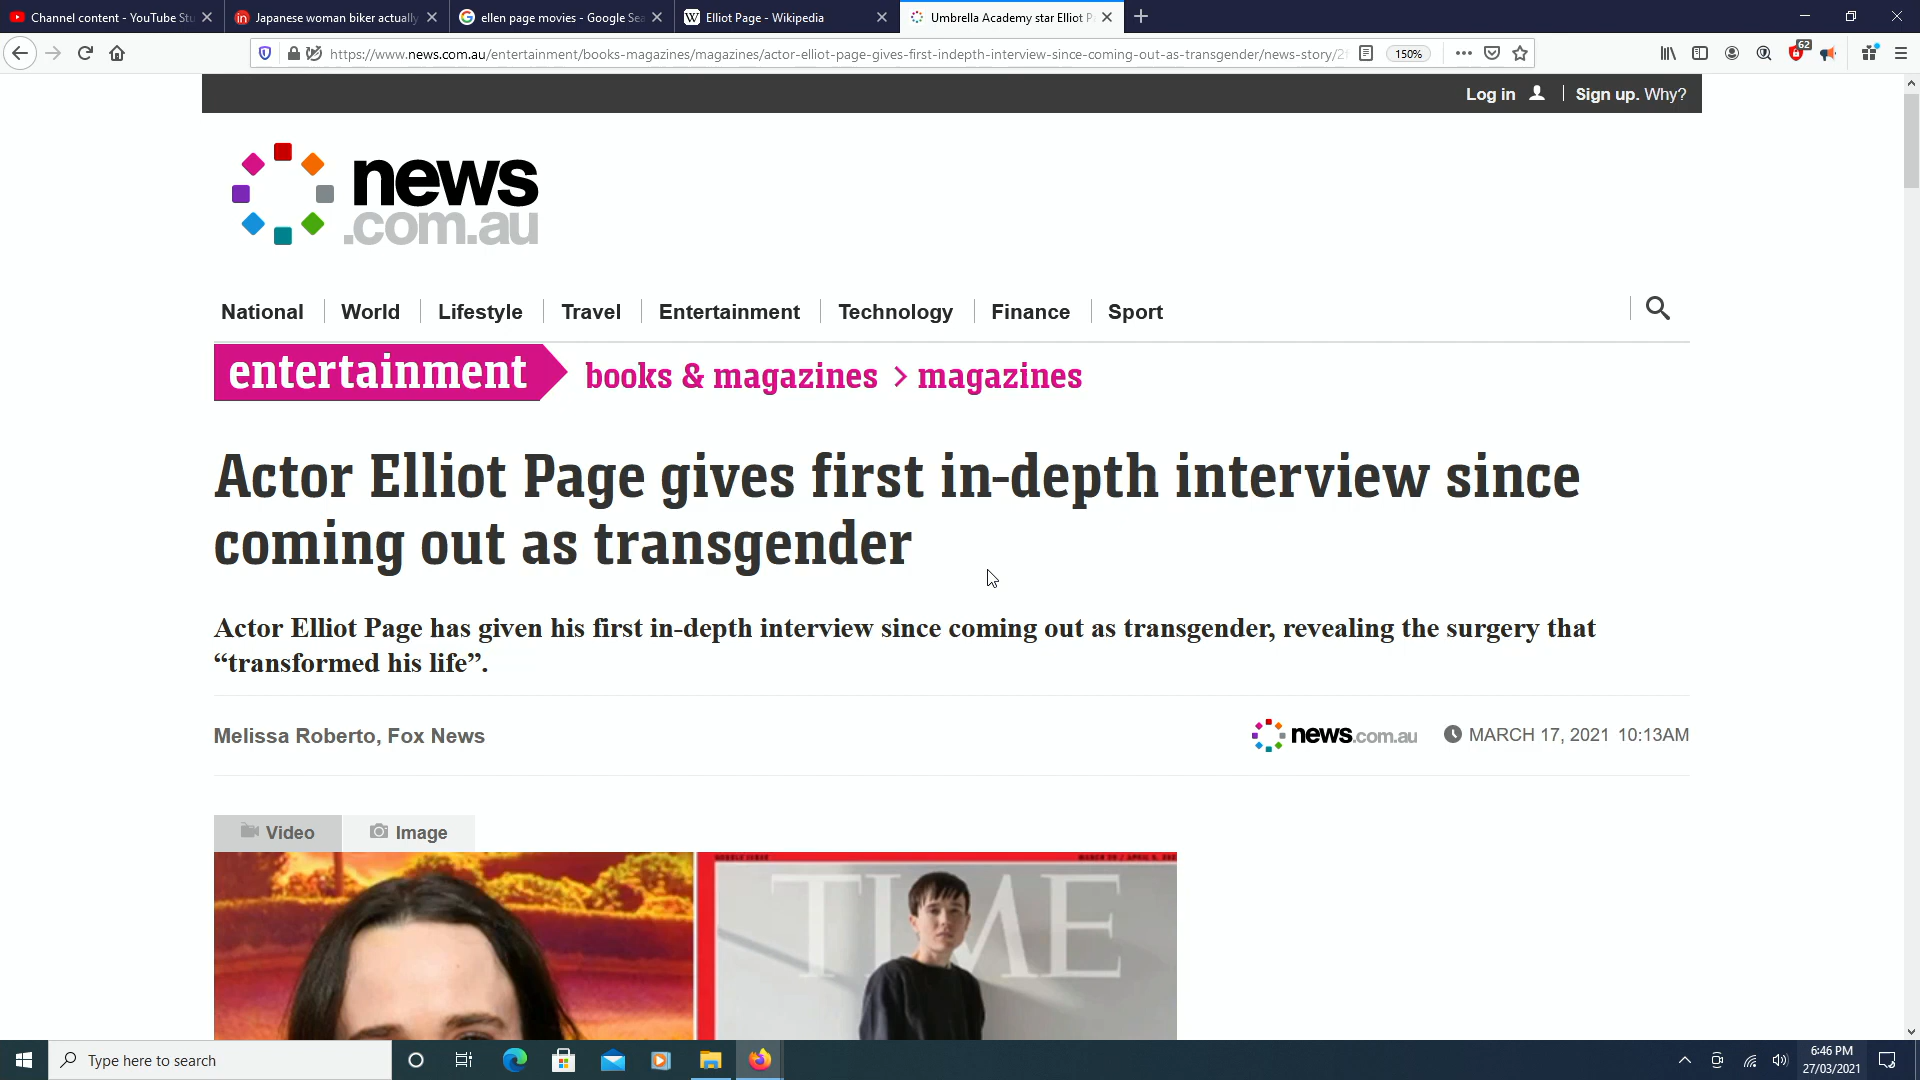 Channel content - YouTube Stu
Japanese woman biker actually
ellen page movies - Google Sea
Elliot Page - Wikipedia
Umbrella Academy star Elliot P
https://www.news.com.au/entertainment/books-magazines/magazines/actor-elliot-page-gives-first-indepth-interview-since-coming-out-as-transgender/news-story/2
150%
62
Log in
Sign up. Why?
news
.com.au
National
World
Lifestyle
Travel
Entertainment
Technology
Finance
Sport
entertainment
books & magazines > magazines
Actor Elliot Page gives first in-depth interview since
coming out as transgender
Actor Elliot Page has given his first in-depth interview since coming out as transgender, revealing the surgery that
“transformed his life”.
Melissa Roberto, Fox News
news.com.au
MARCH 17, 2021 10:13AM
Video
Image
DOUBLE ISSUE
TIME
Type here to search
6:46 PM
27/03/2021